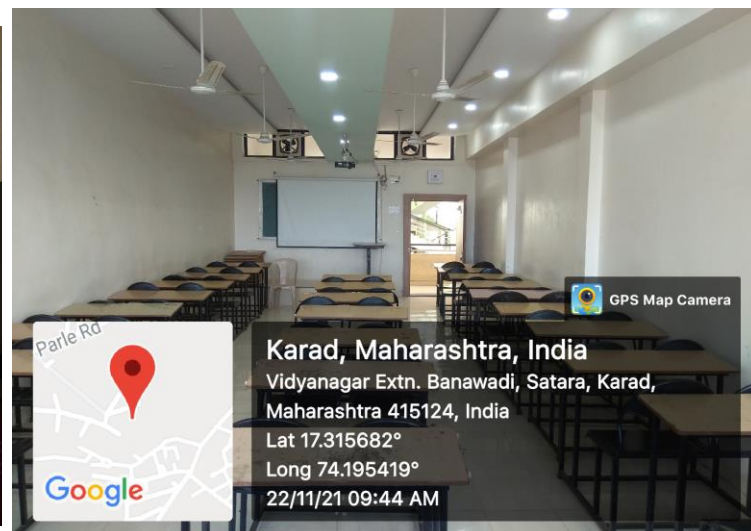 GPS Map Camera
Parle Rd
Google
Karad, Maharashtra, India
Vidyanagar Extn. Banawadi, Satara, Karad,
Maharashtra 415124, India
Lat 17.315682°
Long 74.195419°
22/11/21 09:44 AM